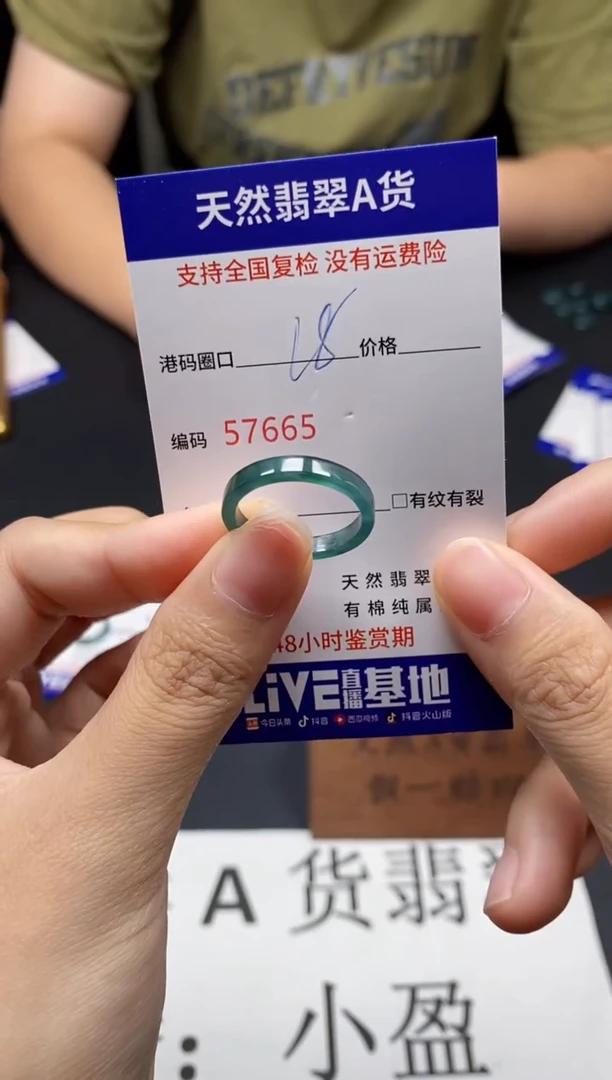 天然翡翠A货
支持全国复检 没有运费险
港码圈口 18 价格
编码 57665
□有纹有裂
天然翡翠
有棉纯属
48小时鉴赏期
LiVE直播基地
今日头条 抖音 西瓜视频 抖音火山版
假一赔
A 货翡
：小盈